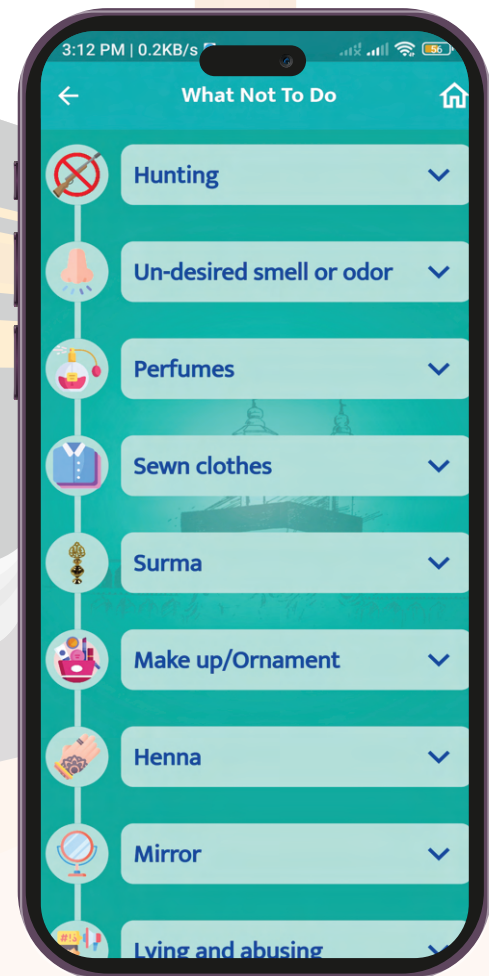 3:12 PM | 0.2KB/s
56
What Not To Do
Hunting
Un-desired smell or odor
Perfumes
Sewn clothes
Surma
Make up/Ornament
Henna
Mirror
#!$
Lying and abusing